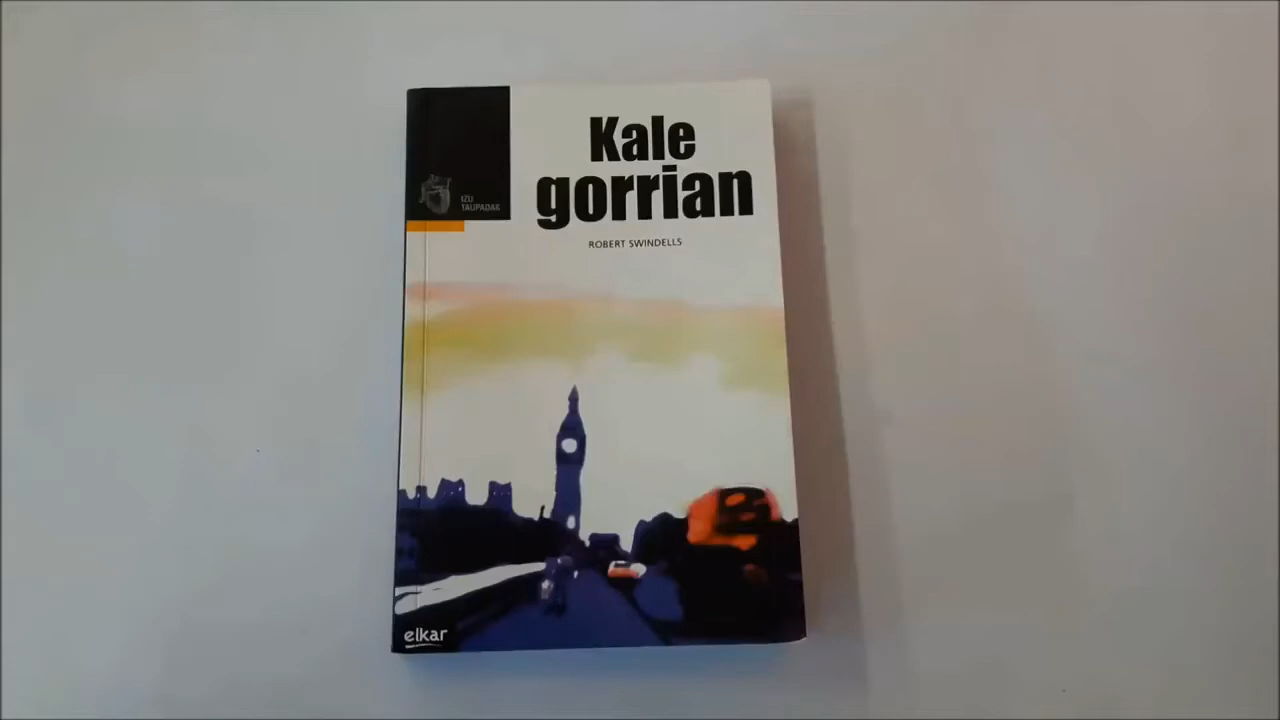 Kale
gorrian
ROBERT SWINDELLS
IZU
TAUPADAK
elkar